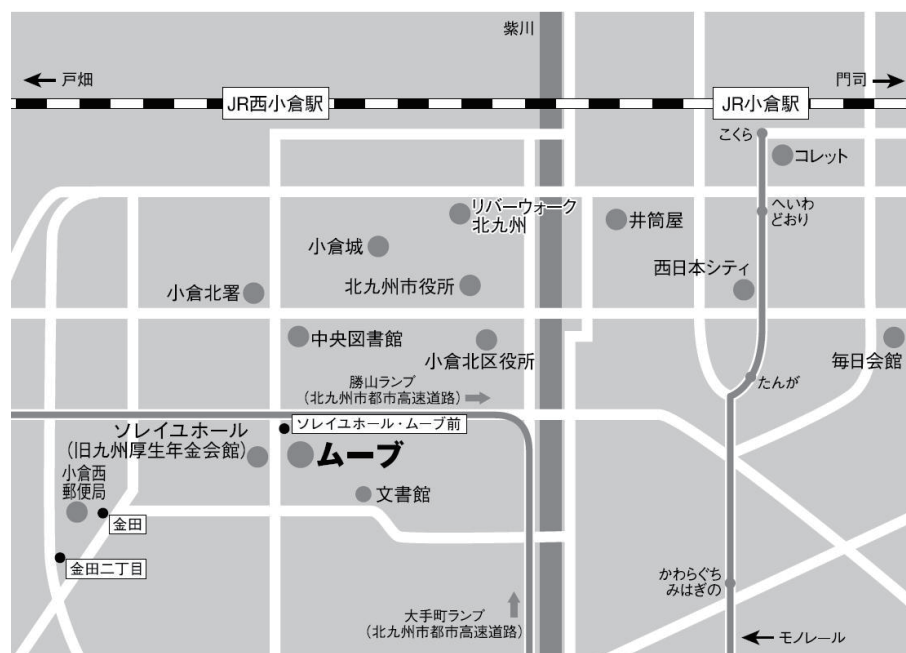 紫川
戸畑
門司
JR西小倉駅
JR小倉駅
こくら
コレット
リバーウォーク
北九州
井筒屋
へいわ
どおり
小倉城
西日本シティ
小倉北署
北九州市役所
中央図書館
小倉北区役所
毎日会館
勝山ランプ
（北九州市都市高速道路）
たんが
ソレイユホール
（旧九州厚生年金会館）
ソレイユホール・ムーブ前
ムーブ
小倉西
郵便局
文書館
金田
金田二丁目
かわらぐち
みはぎの
大手町ランプ
（北九州市都市高速道路）
モノレール